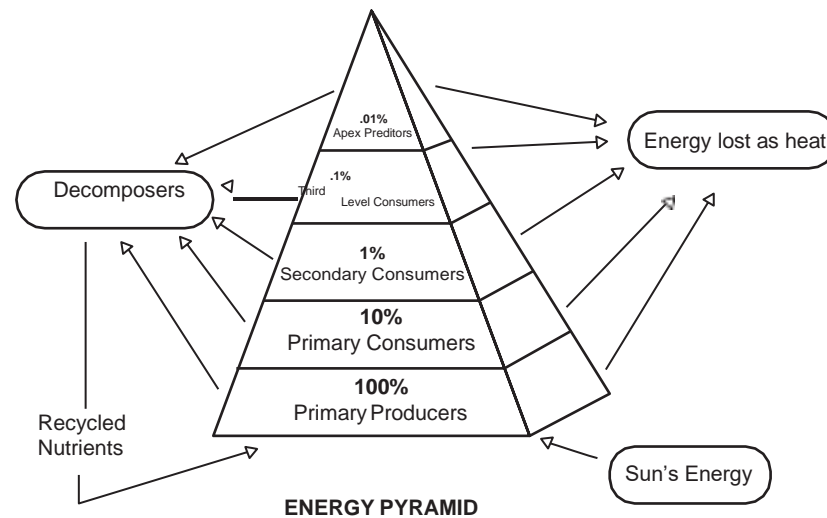 .01%
Apex Preditors
Energy lost as heat
Decomposers
.1%
Third
Level Consumers
1%
Secondary Consumers
10%
Primary Consumers
100%
Primary Producers
Recycled
Nutrients
Sun's Energy
ENERGY PYRAMID